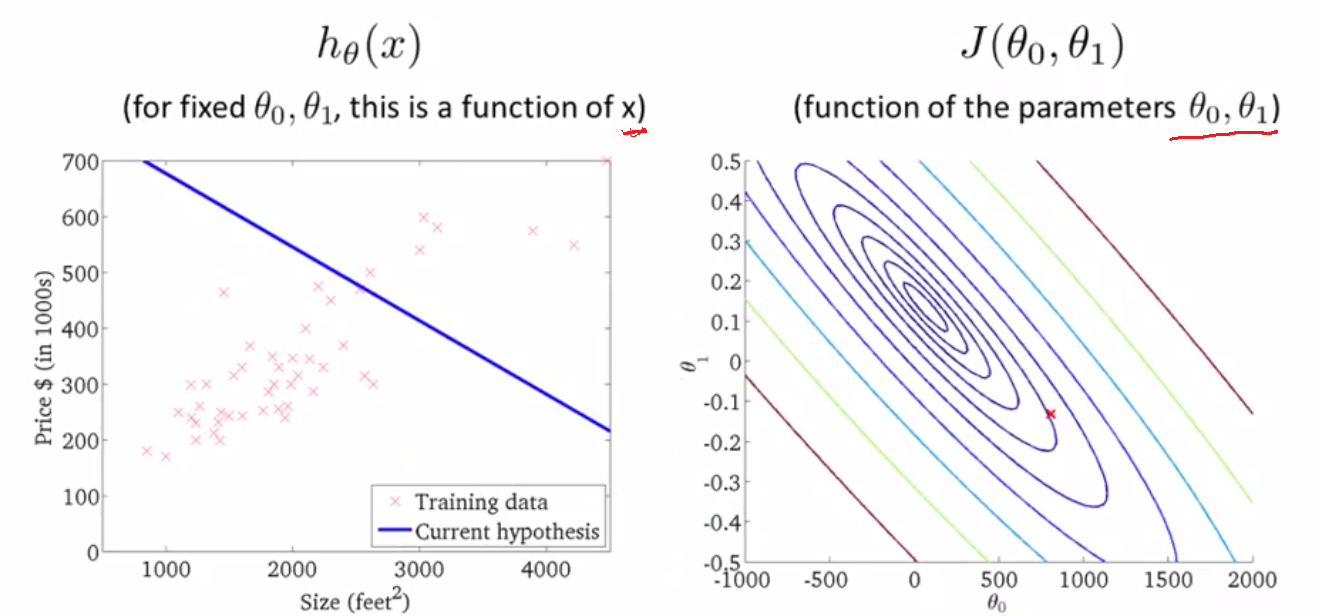 hθ(x)
(for fixed θ0, θ1, this is a function of x)
700
600
500
400
300
200
100
0
Price $ (in 1000s)
Training data
Current hypothesis
1000 2000 3000 4000
Size (feet²)
J(θ0, θ1)
(function of the parameters θ0, θ1)
0.5
0.4
0.3
0.2
0.1
0
-0.1
-0.2
-0.3
-0.4
-0.5
θ1
-1000 -500 0 500 1000 1500 2000
θ0